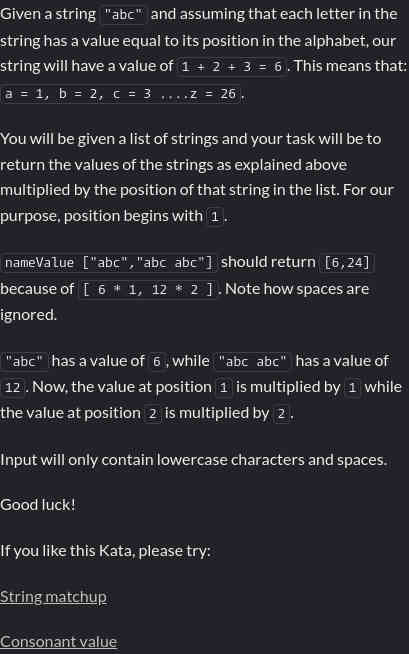 Given a string "abc" and assuming that each letter in the
string has a value equal to its position in the alphabet, our
string will have a value of 1 + 2 + 3 = 6. This means that:
a = 1, b = 2, c = 3 ....z = 26.
You will be given a list of strings and your task will be to
return the values of the strings as explained above
multiplied by the position of that string in the list. For our
purpose, position begins with 1.
nameValue ["abc","abc abc"] should return [6,24]
because of [ 6 * 1, 12 * 2 ]. Note how spaces are
ignored.
"abc" has a value of 6, while "abc abc" has a value of
12. Now, the value at position 1 is multiplied by 1 while
the value at position 2 is multiplied by 2.
Input will only contain lowercase characters and spaces.
Good luck!
If you like this Kata, please try:
String matchup
Consonant value